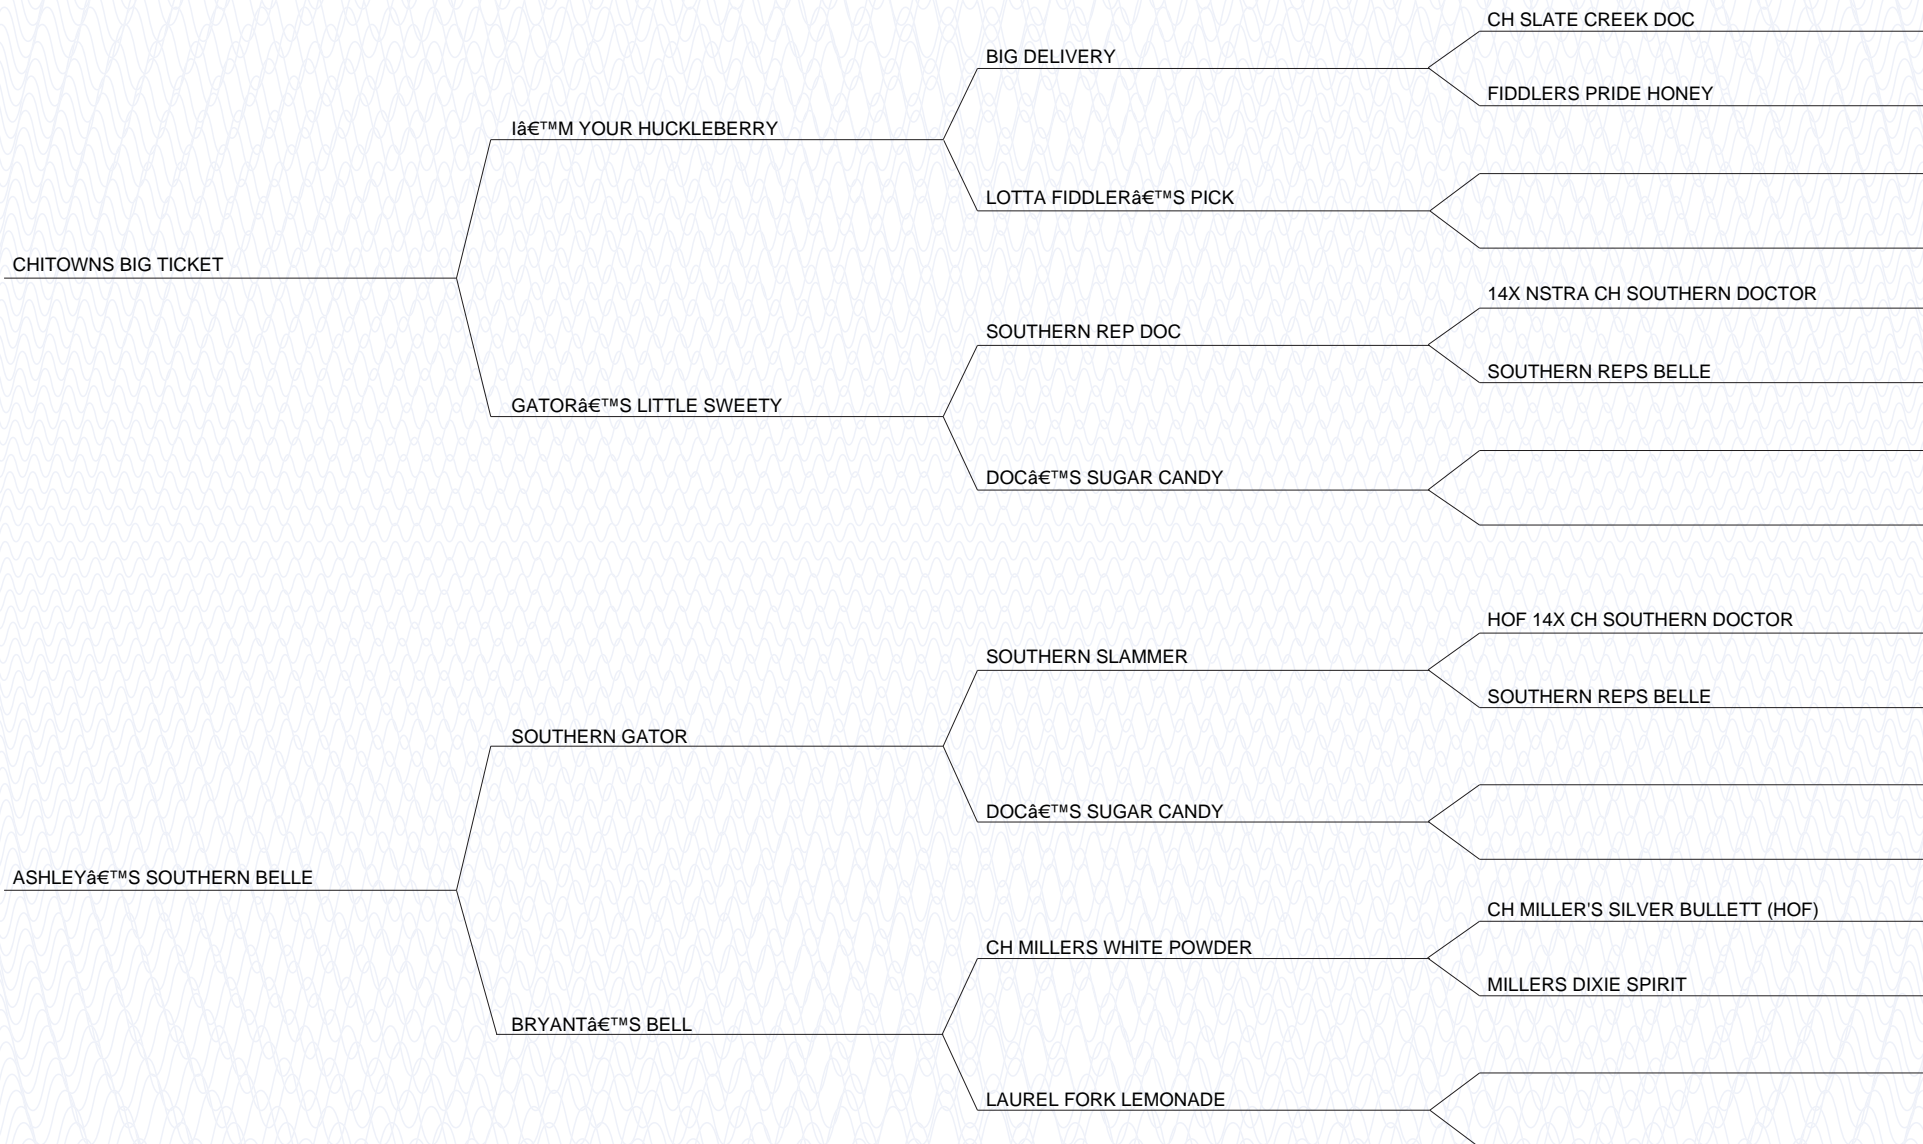 CH SLATE CREEK DOC
BIG DELIVERY
FIDDLERS PRIDE HONEY
Iâ€™M YOUR HUCKLEBERRY
LOTTA FIDDLERâ€™S PICK
CHITOWNS BIG TICKET
14X NSTRA CH SOUTHERN DOCTOR
SOUTHERN REP DOC
SOUTHERN REPS BELLE
GATORâ€™S LITTLE SWEETY
DOCâ€™S SUGAR CANDY
HOF 14X CH SOUTHERN DOCTOR
SOUTHERN SLAMMER
SOUTHERN REPS BELLE
SOUTHERN GATOR
DOCâ€™S SUGAR CANDY
ASHLEYâ€™S SOUTHERN BELLE
CH MILLER'S SILVER BULLETT (HOF)
CH MILLERS WHITE POWDER
MILLERS DIXIE SPIRIT
BRYANTâ€™S BELL
LAUREL FORK LEMONADE